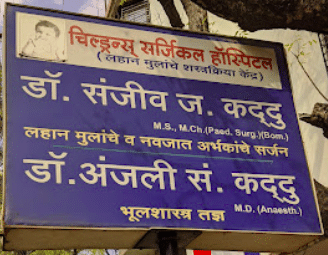 चिल्ड्रन्स् सर्जिकल हॉस्पिटल
(लहान मुलांचे शस्त्रक्रिया केंद्र)
डॉ. संजीव ज. कद्दु
M.S., M.Ch.(Paed. Surg.)(Bom.)
लहान मुलांचे व नवजात अर्भकांचे सर्जन
डॉ.अंजली सं. कद्दु
M.D. (Anaesth.)
भूलशास्त्र तज्ञ